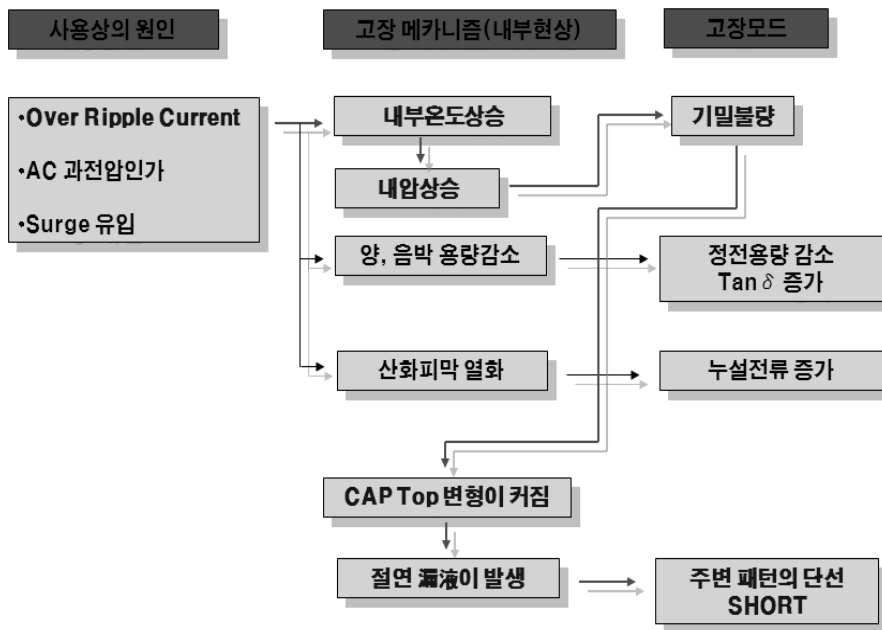 사용상의 원인
고장 메카니즘(내부현상)
고장모드
•Over Ripple Current
•AC 과전압인가
•Surge 유입
내부온도상승
내압상승
기밀불량
양, 음박 용량감소
정전용량 감소
Tan δ 증가
산화피막 열화
누설전류 증가
CAP Top 변형이 커짐
절연 漏液이 발생
주변 패턴의 단선
SHORT